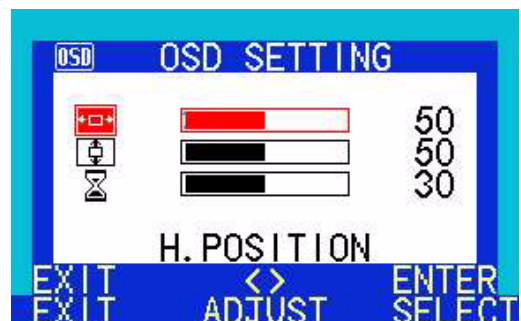 OSD OSD SETTING
50
50
30
H.POSITION
EXIT <> ENTER
EXIT ADJUST SELECT